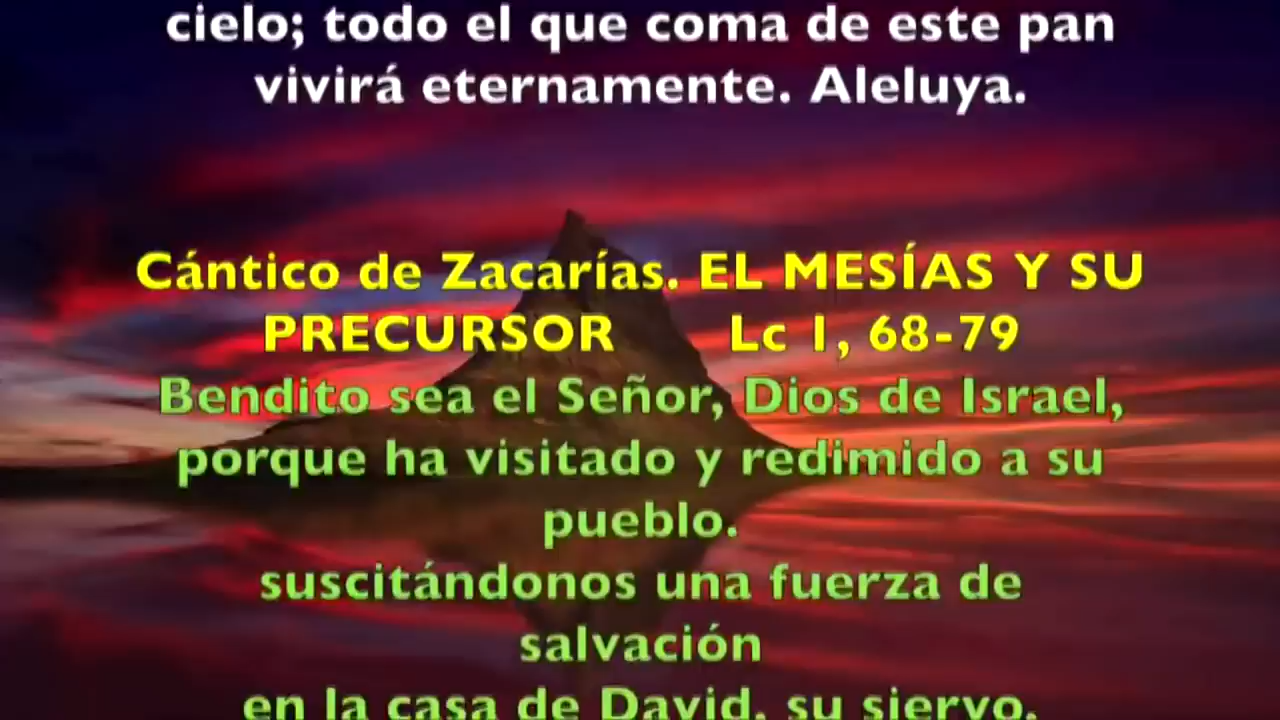 cielo; todo el que coma de este pan
vivirá eternamente. Aleluya.
Cántico de Zacarías. EL MESÍAS Y SU
PRECURSOR Lc 1, 68-79
Bendito sea el Señor, Dios de Israel,
porque ha visitado y redimido a su
pueblo.
suscitándonos una fuerza de
salvación
en la casa de David, su siervo,